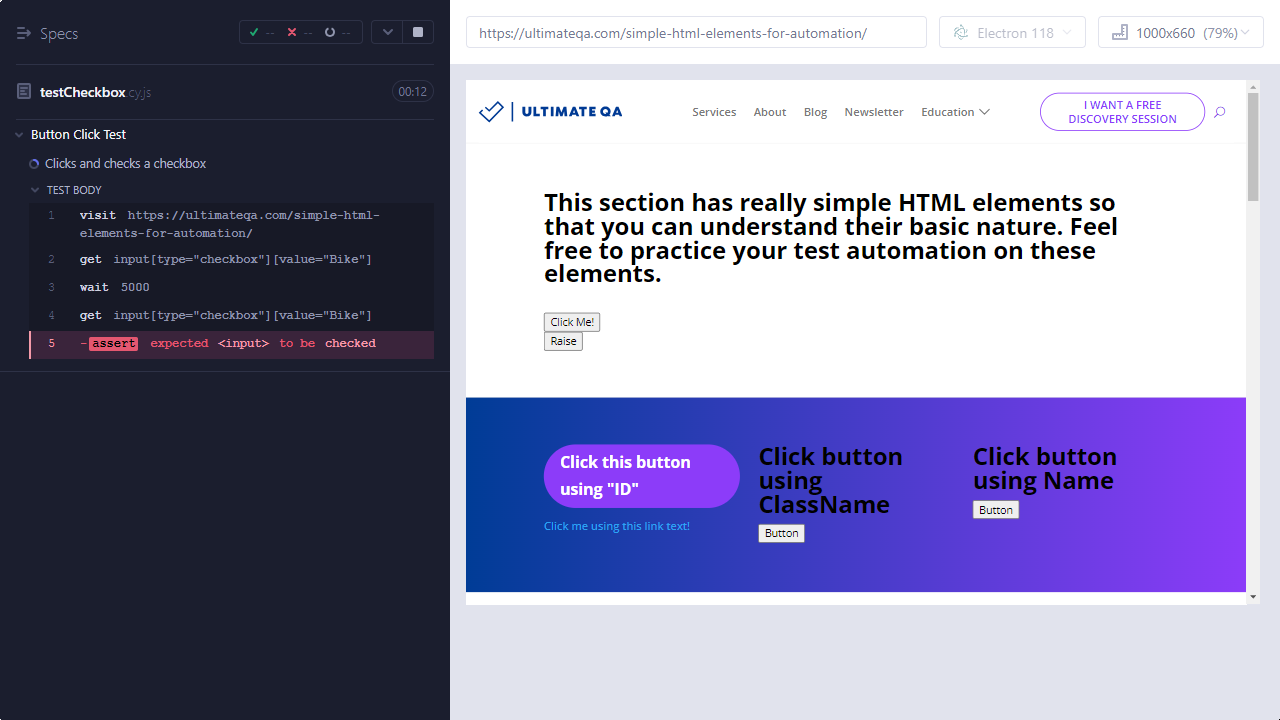 Specs
--
--
--
testCheckbox.cy.js
00:12
Button Click Test
Clicks and checks a checkbox
TEST BODY
1 visit https://ultimateqa.com/simple-html-
elements-for-automation/
2 get input[type="checkbox"][value="Bike"]
3 wait 5000
4 get input[type="checkbox"][value="Bike"]
5 -assert expected <input> to be checked
https://ultimateqa.com/simple-html-elements-for-automation/
Electron 118
1000x660 (79%)
ULTIMATE QA
Services
About
Blog
Newsletter
Education
I WANT A FREE
DISCOVERY SESSION
This section has really simple HTML elements so
that you can understand their basic nature. Feel
free to practice your test automation on these
elements.
Click Me!
Raise
Click this button
using "ID"
Click me using this link text!
Click button
using
ClassName
Button
Click button
using Name
Button